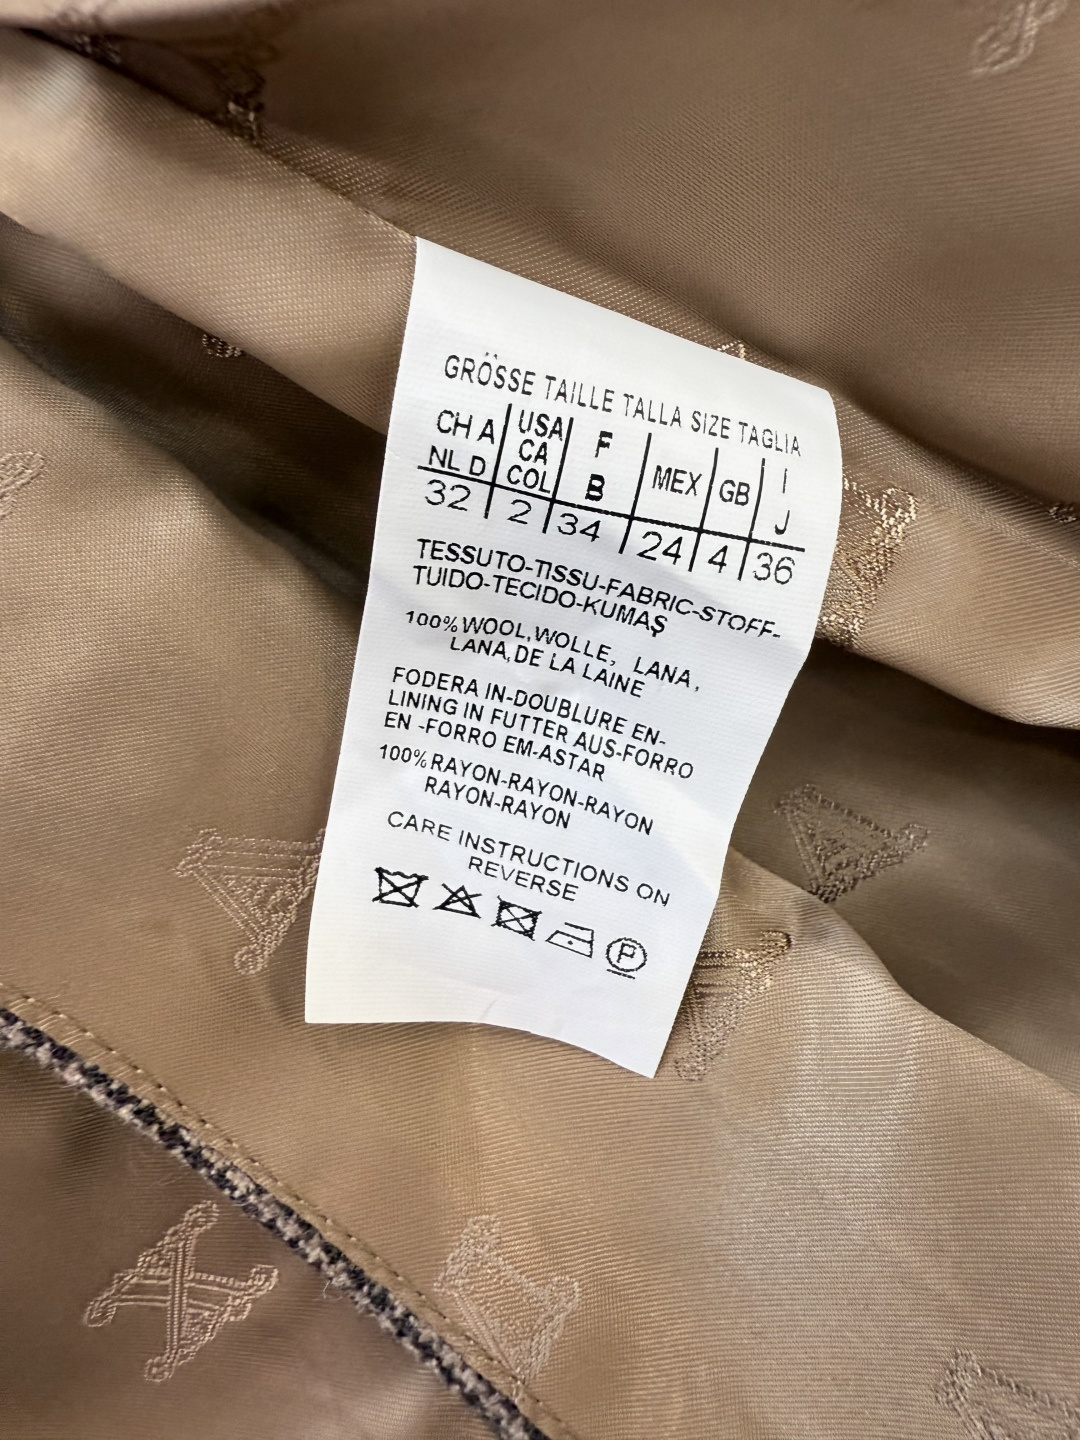 GRÖSSE TAILLE TALLA SIZE TAGLIA
CH A USA F MEX GB I
NL D CA B J
COL
32 2 34 24 4 36
TESSUTO-TISSU-FABRIC-STOFF-
TUIDO-TECIDO-KUMAŞ
100% WOOL,WOLLE, LANA,
LANA,DE LA LAINE
FODERA IN-DOUBLURE EN-
LINING IN FUTTER AUS-FORRO
EN -FORRO EM-ASTAR
100% RAYON-RAYON-RAYON
RAYON-RAYON
CARE INSTRUCTIONS ON
REVERSE
P